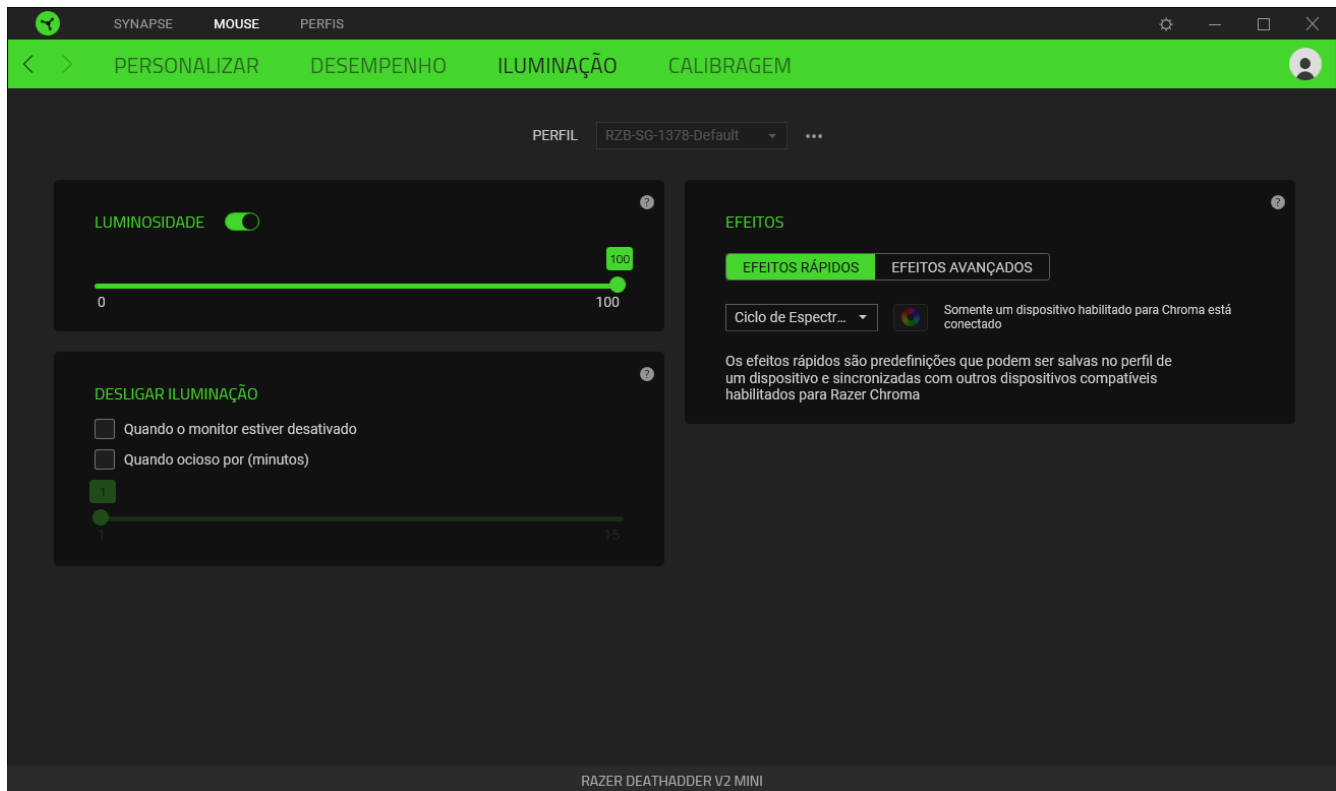 SYNAPSE MOUSE PERFIS
PERSONALIZAR DESEMPENHO ILUMINAÇÃO CALIBRAGEM
PERFIL RZB-SG-1378-Default
LUMINOSIDADE
100
0 100
DESLIGAR ILUMINAÇÃO
Quando o monitor estiver desativado
Quando ocioso por (minutos)
1
1 15
EFEITOS
EFEITOS RÁPIDOS EFEITOS AVANÇADOS
Ciclo de Espectr...
Somente um dispositivo habilitado para Chroma está
conectado
Os efeitos rápidos são predefinições que podem ser salvas no perfil de
um dispositivo e sincronizadas com outros dispositivos compatíveis
habilitados para Razer Chroma
RAZER DEATHADDER V2 MINI